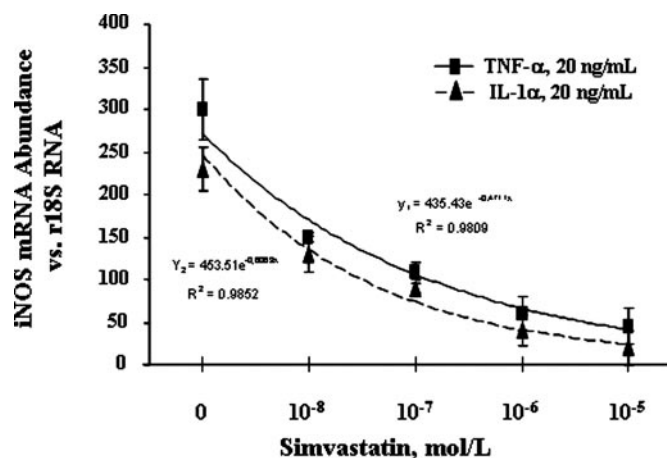 400
350
300
250
200
150
100
50
0
iNOS mRNA Abundance
vs. r18S RNA
TNF-α, 20 ng/mL
IL-1α, 20 ng/mL
y₁ = 435.43e
R² = 0.9809
Y₂ = 453.51e
R² = 0.9852
0 10⁻⁸ 10⁻⁷ 10⁻⁶ 10⁻⁵
Simvastatin, mol/L